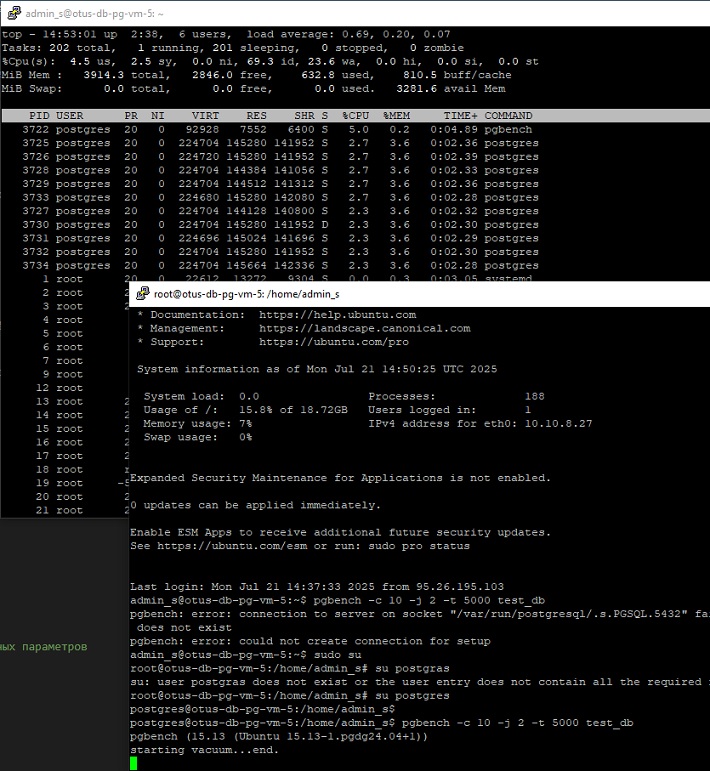 admin_s@otus-db-pg-vm-5: ~
top - 14:53:01 up  2:38,  6 users,  load average: 0.69, 0.20, 0.07
Tasks: 202 total,   1 running, 201 sleeping,   0 stopped,   0 zombie
%Cpu(s):  4.5 us,  2.5 sy,  0.0 ni, 69.3 id, 23.6 wa,  0.0 hi,  0.0 si,  0.0 st
MiB Mem :   3914.3 total,   2846.0 free,    632.8 used,    810.5 buff/cache
MiB Swap:      0.0 total,      0.0 free,      0.0 used.   3281.6 avail Mem
PID USER      PR  NI    VIRT    RES    SHR S  %CPU  %MEM     TIME+ COMMAND
3722 postgres  20   0   92928   7552   6400 S   5.0   0.2   0:04.89 pgbench
3725 postgres  20   0  224704 145280 141952 S   2.7   3.6   0:02.36 postgres
3726 postgres  20   0  224720 145280 141952 S   2.7   3.6   0:02.39 postgres
3728 postgres  20   0  224704 144384 141056 S   2.7   3.6   0:02.33 postgres
3729 postgres  20   0  224704 144512 141312 S   2.7   3.6   0:02.36 postgres
3733 postgres  20   0  224680 145280 142080 S   2.7   3.6   0:02.28 postgres
3727 postgres  20   0  224704 144128 140800 S   2.3   3.6   0:02.32 postgres
3730 postgres  20   0  224704 145280 141952 D   2.3   3.6   0:02.30 postgres
3731 postgres  20   0  224696 145024 141696 S   2.3   3.6   0:02.29 postgres
3732 postgres  20   0  224704 145280 141952 S   2.3   3.6   0:02.30 postgres
3734 postgres  20   0  224704 145664 142336 S   2.3   3.6   0:02.28 postgres
1 root      20   0   22612  13272   9304 S   0.0   0.3   0:03.05 systemd
2 root      2
3 root      2
4 root
5 root
6 root
7 root
9 root
12 root
13 root      2
14 root      2
15 root      2
16 root      2
17 root      2
18 root      r
19 root     -5
20 root      2
21 root      2
ных параметров
root@otus-db-pg-vm-5: /home/admin_s
* Documentation:  https://help.ubuntu.com
* Management:     https://landscape.canonical.com
* Support:        https://ubuntu.com/pro
System information as of Mon Jul 21 14:50:25 UTC 2025
System load:  0.0                Processes:             188
Usage of /:   15.8% of 18.72GB   Users logged in:       1
Memory usage: 7%                 IPv4 address for eth0: 10.10.8.27
Swap usage:   0%
Expanded Security Maintenance for Applications is not enabled.
0 updates can be applied immediately.
Enable ESM Apps to receive additional future security updates.
See https://ubuntu.com/esm or run: sudo pro status
Last login: Mon Jul 21 14:37:33 2025 from 95.26.195.103
admin_s@otus-db-pg-vm-5:~$ pgbench -c 10 -j 2 -t 5000 test_db
pgbench: error: connection to server on socket "/var/run/postgresql/.s.PGSQL.5432" fai
does not exist
pgbench: error: could not create connection for setup
admin_s@otus-db-pg-vm-5:~$ sudo su
root@otus-db-pg-vm-5:/home/admin_s# su postgras
su: user postgras does not exist or the user entry does not contain all the required
root@otus-db-pg-vm-5:/home/admin_s# su postgres
postgres@otus-db-pg-vm-5:/home/admin_s$
postgres@otus-db-pg-vm-5:/home/admin_s$ pgbench -c 10 -j 2 -t 5000 test_db
pgbench (15.13 (Ubuntu 15.13-1.pgdg24.04+1))
starting vacuum...end.